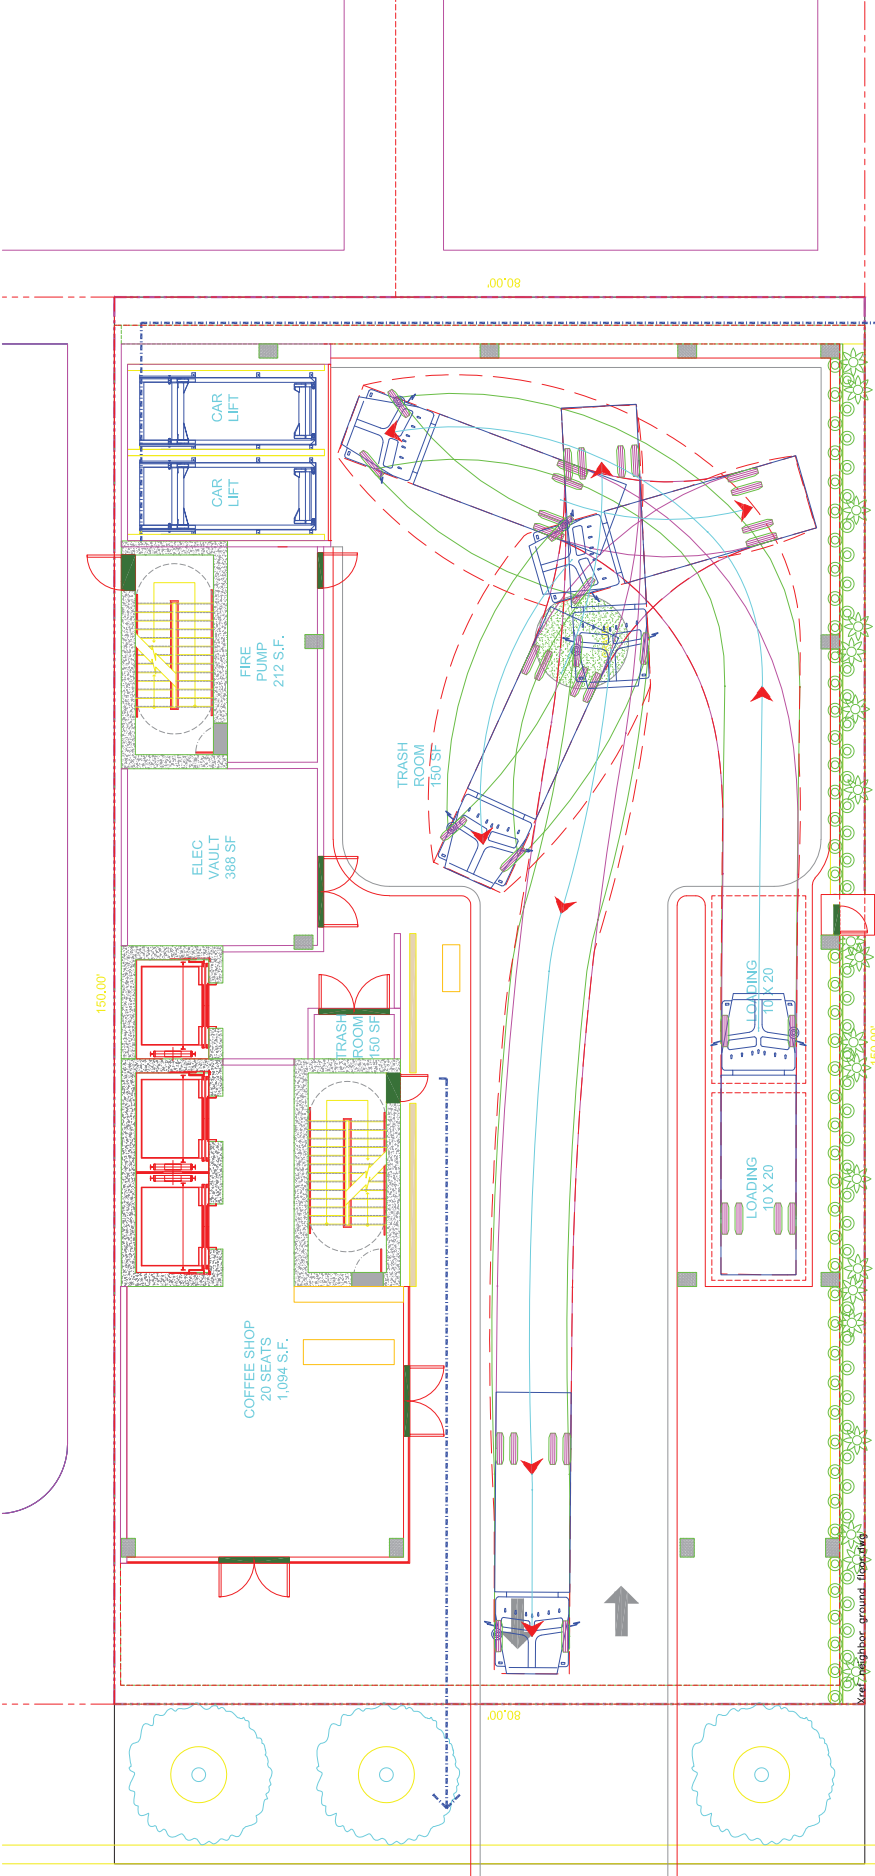 80.00'
CAR
LIFT
CAR
LIFT
FIRE
PUMP
212 S.F.
TRASH
ROOM
150 SF
ELEC
VAULT
388 SF
150.00'
LOADING
10 X 20
TRASH
ROOM
150 SF
150.00'
LOADING
10 X 20
COFFEE SHOP
20 SEATS
1,094 S.F.
Xref neighbor ground floor.dwg
80.00'